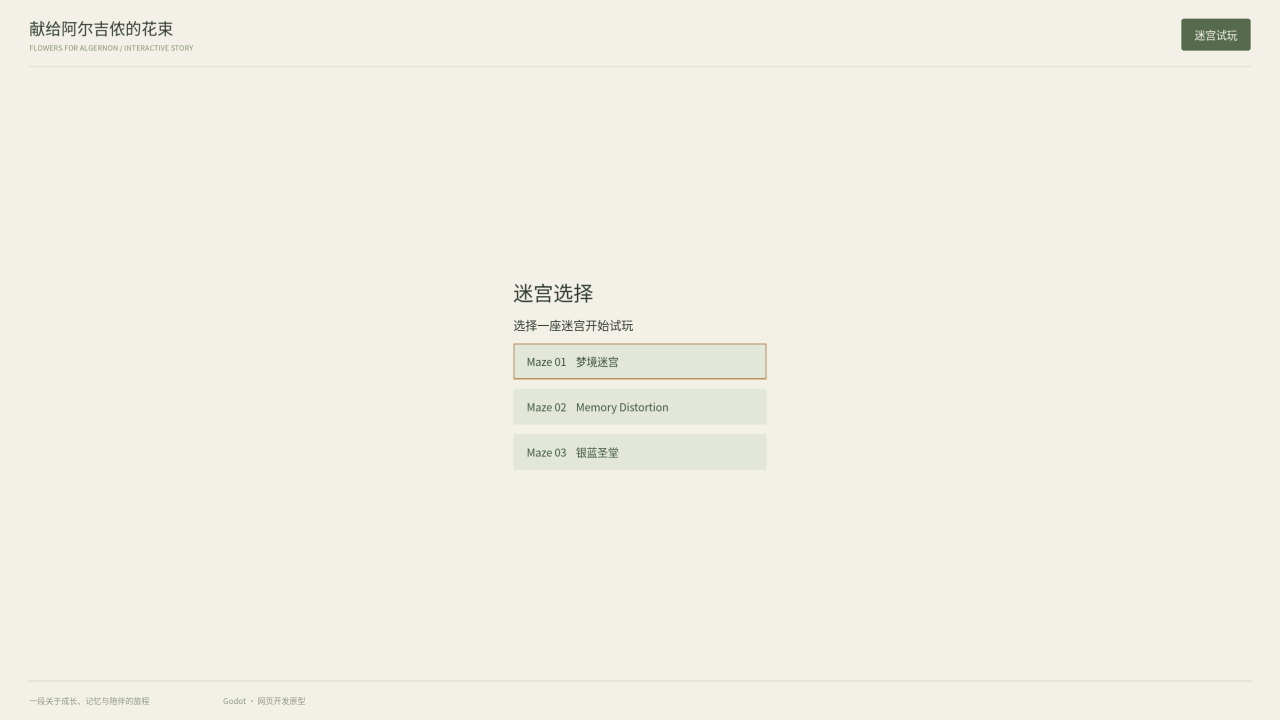 献给阿尔吉侬的花束
FLOWERS FOR ALGERNON / INTERACTIVE STORY
迷宫试玩
迷宫选择
选择一座迷宫开始试玩
Maze 01 梦境迷宫
Maze 02 Memory Distortion
Maze 03 银蓝圣堂
一段关于成长、记忆与陪伴的旅程
Godot · 网页开发原型